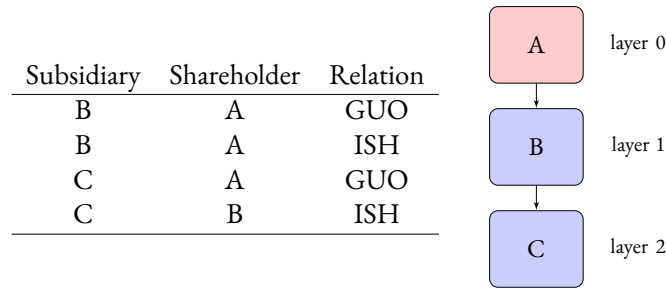 Subsidiary Shareholder Relation
B A GUO
B A ISH
C A GUO
C B ISH
A layer 0
B layer 1
C layer 2